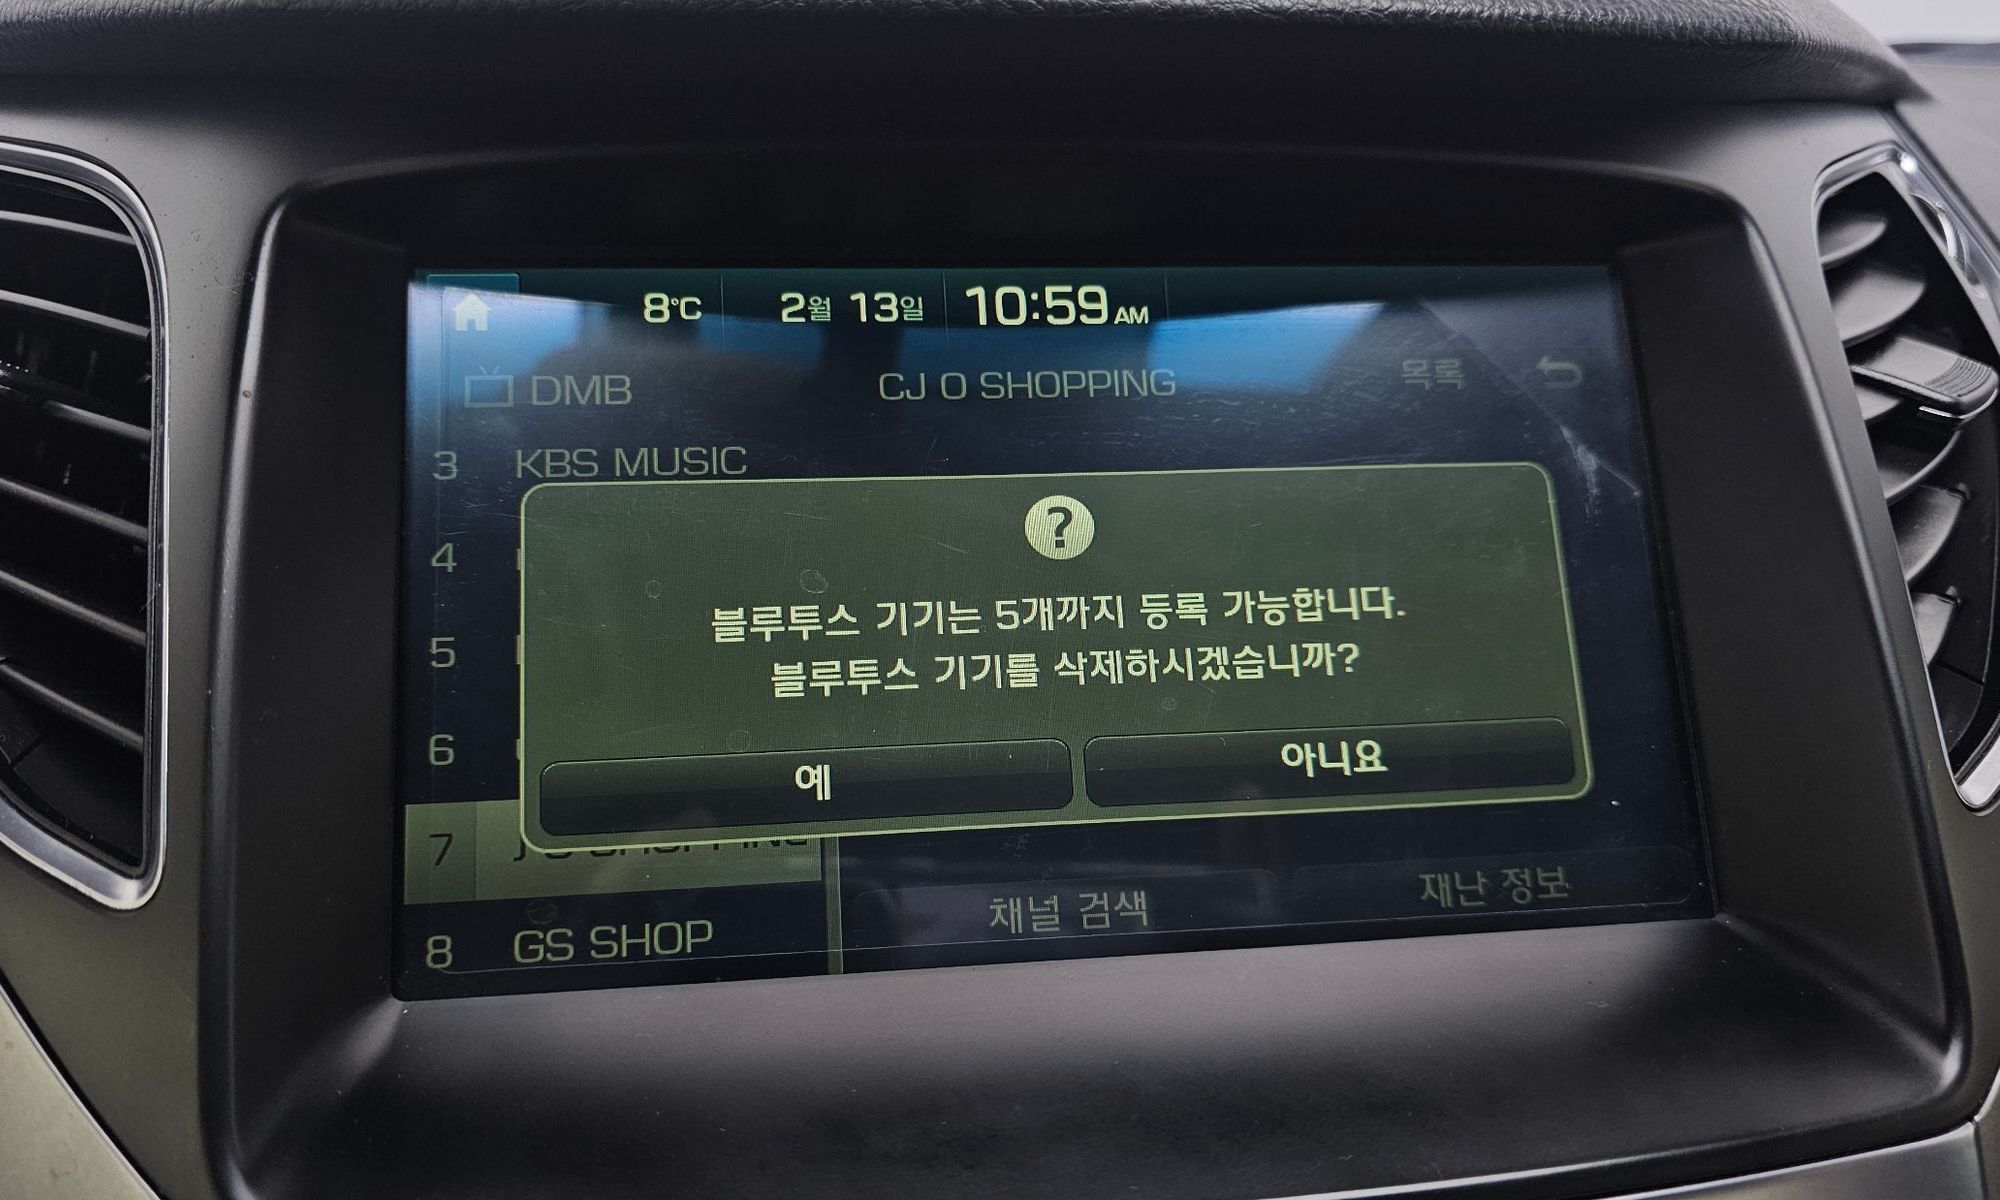 8°C 2월 13일 10:59 AM
DMB CJ O SHOPPING 목록
3 KBS MUSIC
4
5
6
7 J O SHOPPING
8 GS SHOP
블루투스 기기는 5개까지 등록 가능합니다.
블루투스 기기를 삭제하시겠습니까?
예 아니요
채널 검색 재난 정보